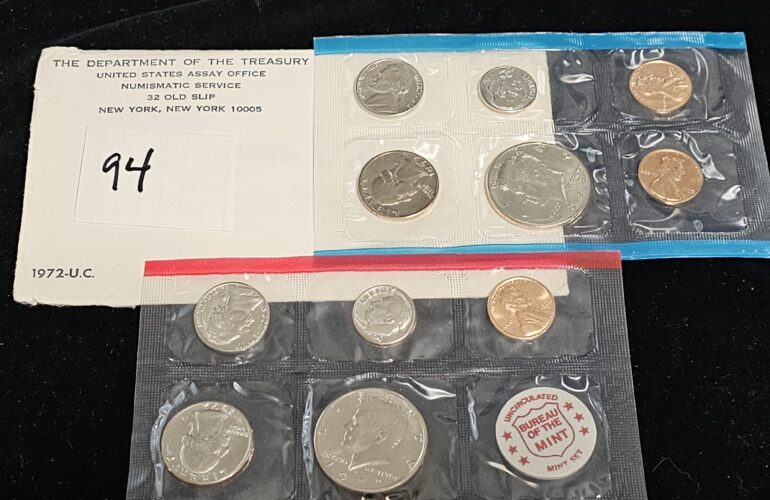 THE DEPARTMENT OF THE TREASURY
UNITED STATES ASSAY OFFICE
NUMISMATIC SERVICE
32 OLD SLIP
NEW YORK, NEW YORK 10005
94
1972-U.C.
UNCIRCULATED
BUREAU
OF THE
MINT
MINT SET